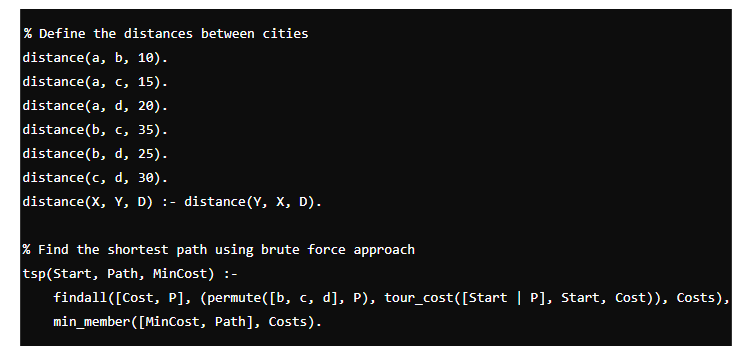 % Define the distances between cities
distance(a, b, 10).
distance(a, c, 15).
distance(a, d, 20).
distance(b, c, 35).
distance(b, d, 25).
distance(c, d, 30).
distance(X, Y, D) :- distance(Y, X, D).

% Find the shortest path using brute force approach
tsp(Start, Path, MinCost) :-
    findall([Cost, P], (permute([b, c, d], P), tour_cost([Start | P], Start, Cost)), Costs),
    min_member([MinCost, Path], Costs).